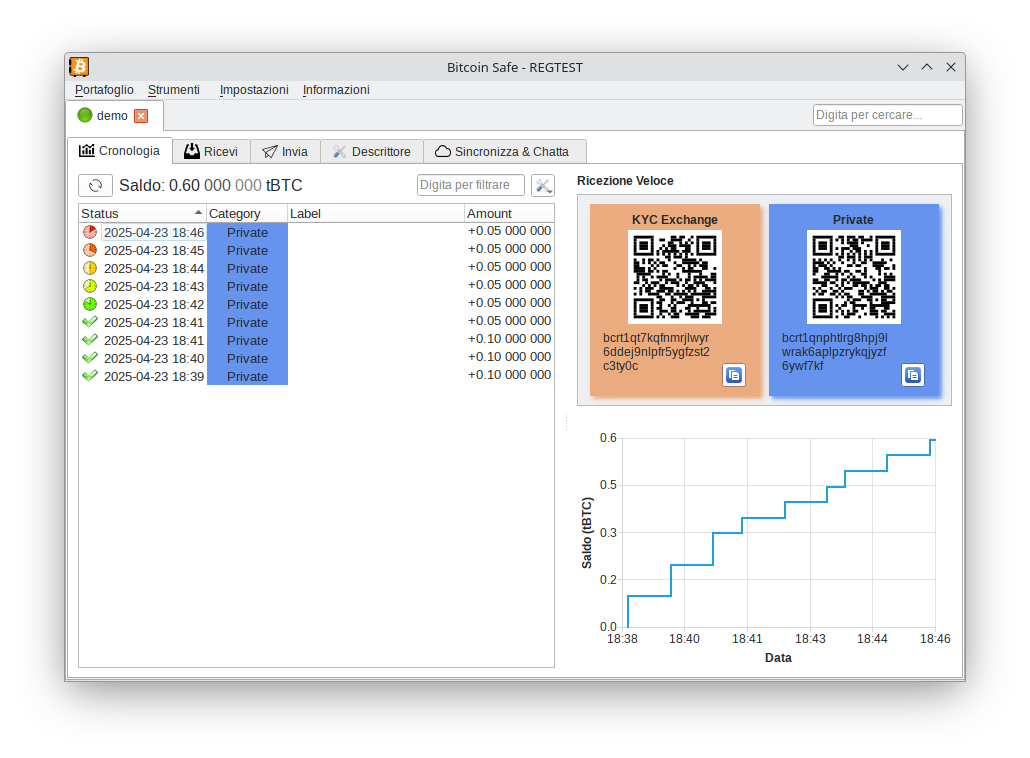 Bitcoin Safe - REGTEST
Portafoglio Strumenti Impostazioni Informazioni
demo
Digita per cercare...
Cronologia Ricevi Invia Descrittore Sincronizza & Chatta
Saldo: 0.60 000 000 tBTC
Digita per filtrare
Status Category Label Amount
2025-04-23 18:46 Private +0.05 000 000
2025-04-23 18:45 Private +0.05 000 000
2025-04-23 18:44 Private +0.05 000 000
2025-04-23 18:43 Private +0.05 000 000
2025-04-23 18:42 Private +0.05 000 000
2025-04-23 18:41 Private +0.05 000 000
2025-04-23 18:41 Private +0.10 000 000
2025-04-23 18:40 Private +0.10 000 000
2025-04-23 18:39 Private +0.10 000 000
Ricezione Veloce
KYC Exchange
bcrt1qt7kqfnmrjlwyr
6ddej9nlpfr5ygfzst2
c3ty0c
Private
bcrt1qnphtlrg8hpj9l
wrak6aplpzrykqjyzf
6ywf7kf
0.6
0.5
0.3
0.2
0.0
Saldo (tBTC)
18:38 18:40 18:41 18:43 18:44 18:46
Data